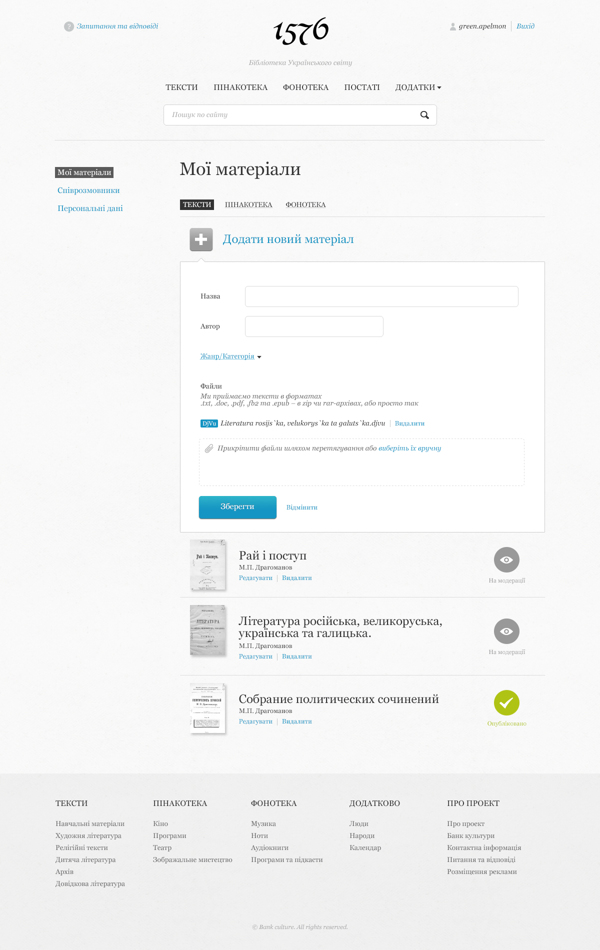 Запитання та відповіді
1576
green.apelmon | Вихід
Бібліотека Українського світу
ТЕКСТИ ПІНАКОТЕКА ФОНОТЕКА ПОСТАТІ ДОДАТКИ
Пошук по сайту
Мої матеріали
Співрозмовники
Персональні дані
Мої матеріали
ТЕКСТИ ПІНАКОТЕКА ФОНОТЕКА
Додати новий матеріал
Назва
Автор
Жанр/Категорія
Файли
Ми приймаємо тексти в форматах
.txt, .doc, .pdf, .fb2 та .epub – в zip чи rar-архівах, або просто так
DjVu Literatura rosijs`ka, velukorys`ka ta galuts`ka.djvu | Видалити
Прикріпити файли шляхом перетягування або виберіть їх вручну
Зберегти Відмінити
Рай і поступ
М.П. Драгоманов
Редагувати | Видалити
На модерації
Література російська, великоруська,
українська та галицька.
М.П. Драгоманов
Редагувати | Видалити
На модерації
Собрание политических сочинений
М.П. Драгоманов
Редагувати | Видалити
Опубліковано
ТЕКСТИ
Навчальні матеріали
Художня література
Релігійні тексти
Дитяча література
Архів
Довідкова література
ПІНАКОТЕКА
Кіно
Програми
Театр
Зображальне мистецтво
ФОНОТЕКА
Музика
Ноти
Аудіокниги
Програми та підкасти
ДОДАТКОВО
Люди
Народи
Календар
ПРО ПРОЕКТ
Про проект
Банк культури
Контактна інформація
Питання та відповіді
Розміщення реклами
© Bank culture. All rights reserved.